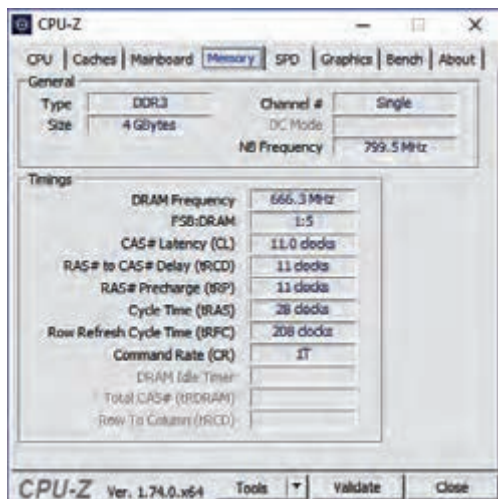 CPU-Z
CPU Caches Mainboard Memory SPD Graphics Bench About
General
Type DDR3 Channel # Single
Size 4 GBytes DC Mode
NB Frequency 799.5 MHz
Timings
DRAM Frequency 666.3 MHz
FSB:DRAM 1:5
CAS# Latency (CL) 11.0 clocks
RAS# to CAS# Delay (tRCD) 11 clocks
RAS# Precharge (tRP) 11 clocks
Cycle Time (tRAS) 28 clocks
Row Refresh Cycle Time (tRFC) 208 clocks
Command Rate (CR) 1T
DRAM Idle Timer
Total CAS# (tRDRAM)
Row To Column (tRCD)
CPU-Z Ver. 1.74.0.x64 Tools Validate Close